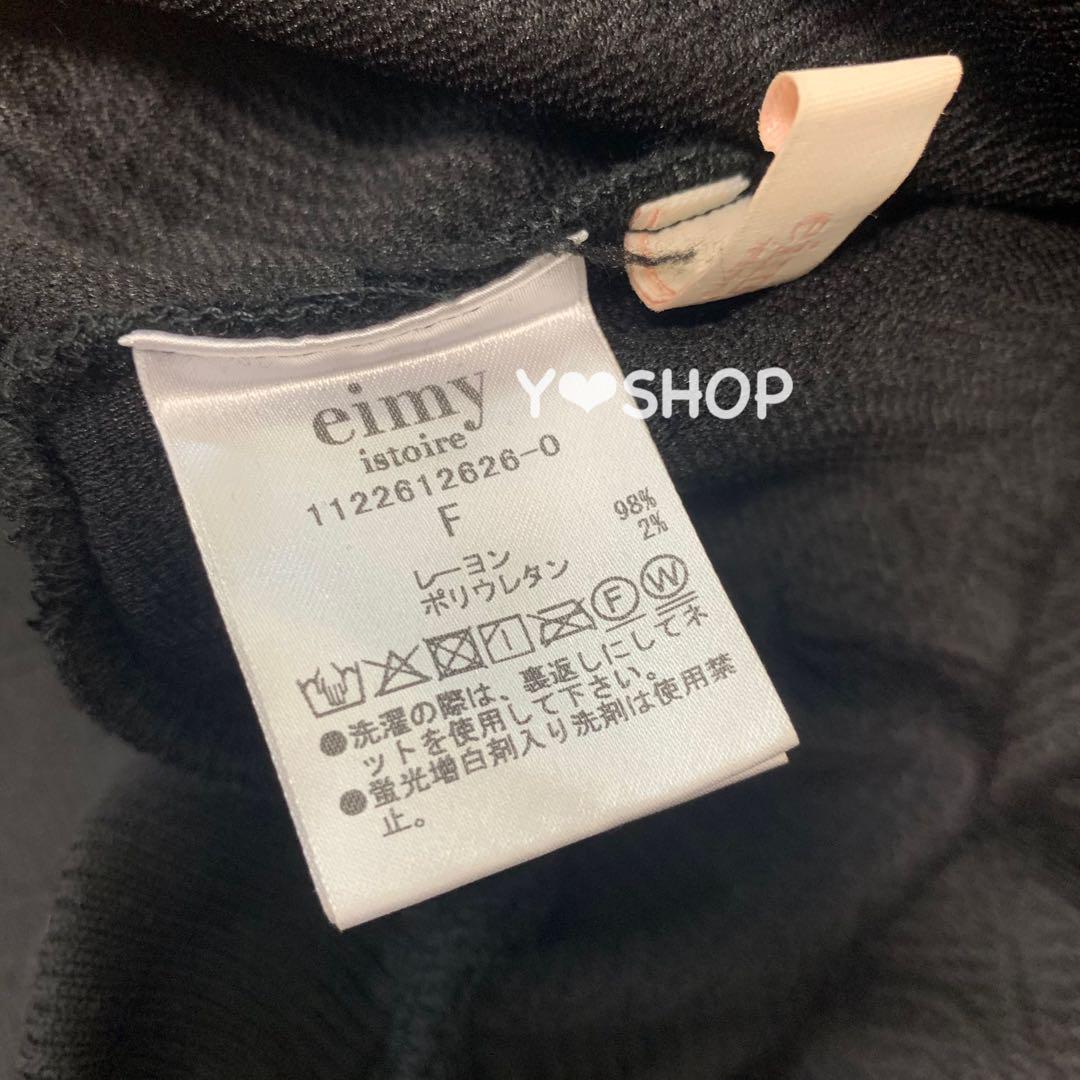 eimy
istoire
Y❤SHOP
1122612626-0
F
レーヨン 98%
ポリウレタン 2%
F W
●洗濯の際は、裏返しにしてネ
ットを使用して下さい。
●蛍光増白剤入り洗剤は使用禁
止。